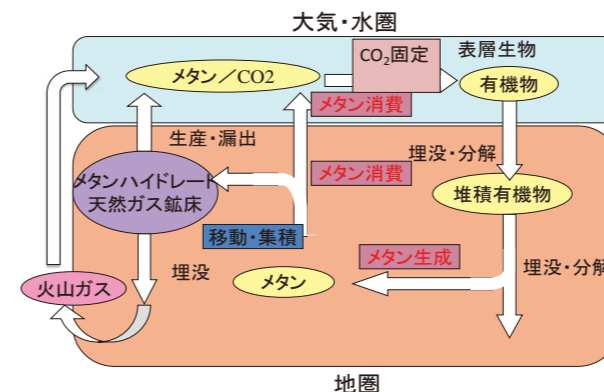 大気・水圏
メタン／CO2
CO₂固定
表層生物
有機物
メタン消費
生産・漏出
埋没・分解
メタンハイドレート
天然ガス鉱床
メタン消費
堆積有機物
移動・集積
メタン生成
埋没
火山ガス
メタン
埋没・分解
地圏